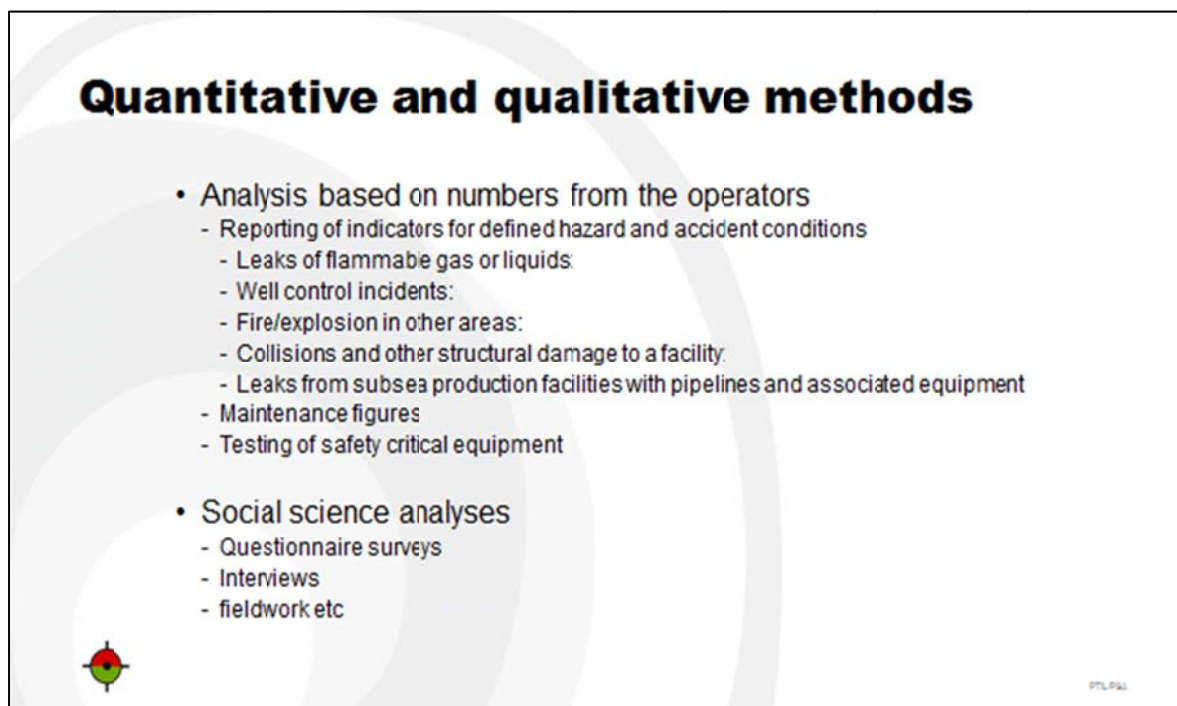 Quantitative and qualitative methods
• Analysis based on numbers from the operators
- Reporting of indicators for defined hazard and accident conditions
- Leaks of flammable gas or liquids:
- Well control incidents:
- Fire/explosion in other areas:
- Collisions and other structural damage to a facility:
- Leaks from subsea production facilities with pipelines and associated equipment
- Maintenance figures
- Testing of safety critical equipment
• Social science analyses
- Questionnaire surveys
- Interviews
- fieldwork etc
PTIL/PSA